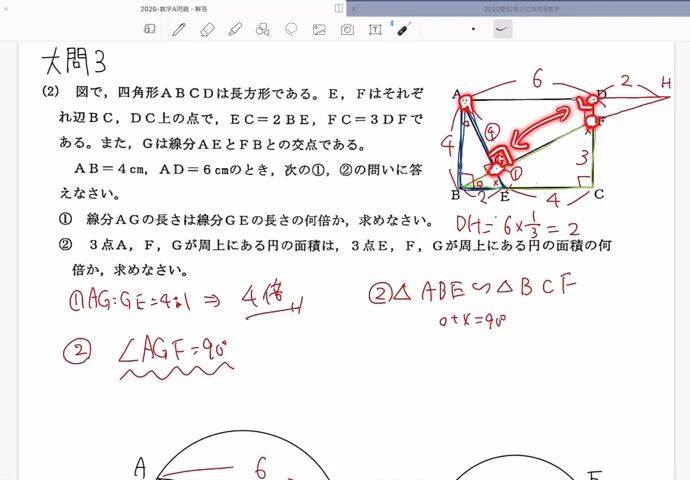 2020-数学A問題・解答
2020愛知県公立高校B数学
大問3
(2) 図で，四角形ＡＢＣＤは長方形である。Ｅ，Ｆはそれぞ
れ辺ＢＣ，ＤＣ上の点で，ＥＣ＝２ＢＥ，ＦＣ＝３ＤＦで
ある。また，Ｇは線分ＡＥとＦＢとの交点である。
ＡＢ＝４cm，ＡＤ＝６cmのとき，次の①，②の問いに答
えなさい。
① 線分ＡＧの長さは線分ＧＥの長さの何倍か，求めなさい。
② ３点Ａ，Ｆ，Ｇが周上にある円の面積は，３点Ｅ，Ｆ，Ｇが周上にある円の面積の何
倍か，求めなさい。
A 6 D 2 H
F
4 ④ G ① 3
B 2 E 4 C
DH=6×1/3=2
①AG:GE=4:1 ⇒ 4倍
②△ABE∽△BCF
○+×=90°
② ∠AGF=90°
A 6